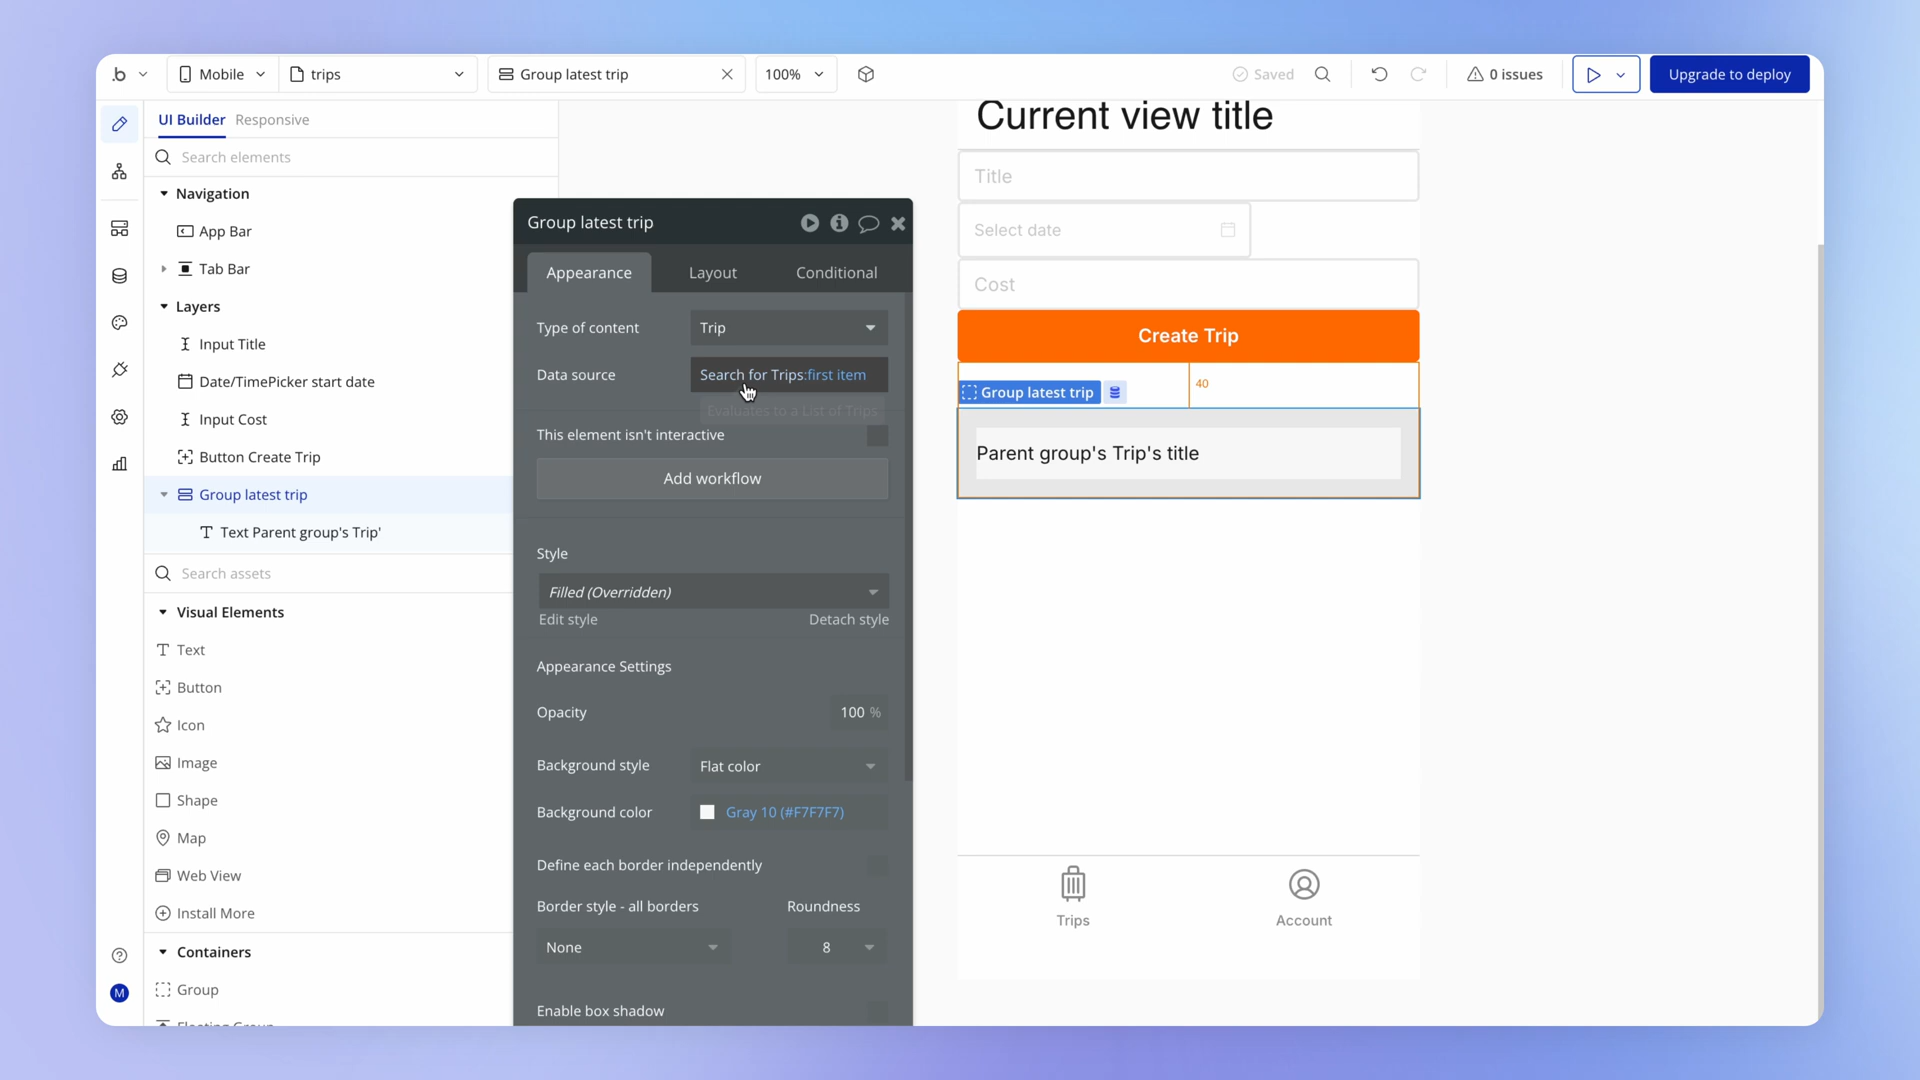 .b
Mobile
trips
Group latest trip
100%
Saved
0 issues
Upgrade to deploy
UI Builder
Responsive
Search elements
Navigation
App Bar
Tab Bar
Layers
Input Title
Date/TimePicker start date
Input Cost
Button Create Trip
Group latest trip
Text Parent group's Trip'
Search assets
Visual Elements
Text
Button
Icon
Image
Shape
Map
Web View
Install More
Containers
Group
M
Group latest trip
Appearance
Layout
Conditional
Type of content
Trip
Data source
Search for Trips:first item
Evaluates to a List of Trips
This element isn't interactive
Add workflow
Style
Filled (Overridden)
Edit style
Detach style
Appearance Settings
Opacity
100 %
Background style
Flat color
Background color
Gray 10 (#F7F7F7)
Define each border independently
Border style - all borders
Roundness
None
8
Enable box shadow
Current view title
Title
Select date
Cost
Create Trip
Group latest trip
40
Parent group's Trip's title
Trips
Account